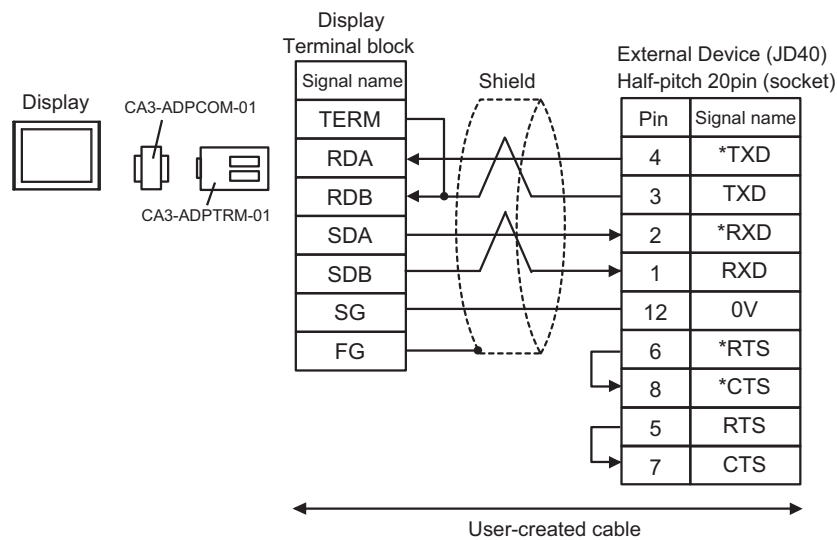 Display
Terminal block
External Device (JD40)
Half-pitch 20pin (socket)
Display
CA3-ADPCOM-01
CA3-ADPTRM-01
Signal name
TERM
RDA
RDB
SDA
SDB
SG
FG
Shield
Pin Signal name
4 *TXD
3 TXD
2 *RXD
1 RXD
12 0V
6 *RTS
8 *CTS
5 RTS
7 CTS
User-created cable